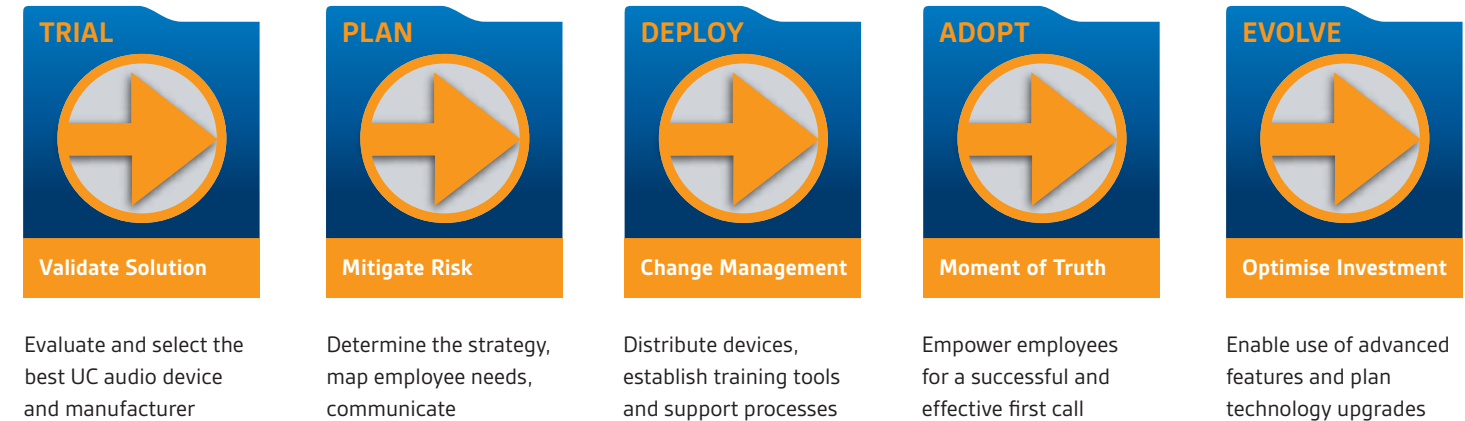 TRIAL
Validate Solution
Evaluate and select the
best UC audio device
and manufacturer
PLAN
Mitigate Risk
Determine the strategy,
map employee needs,
communicate
DEPLOY
Change Management
Distribute devices,
establish training tools
and support processes
ADOPT
Moment of Truth
Empower employees
for a successful and
effective first call
EVOLVE
Optimise Investment
Enable use of advanced
features and plan
technology upgrades